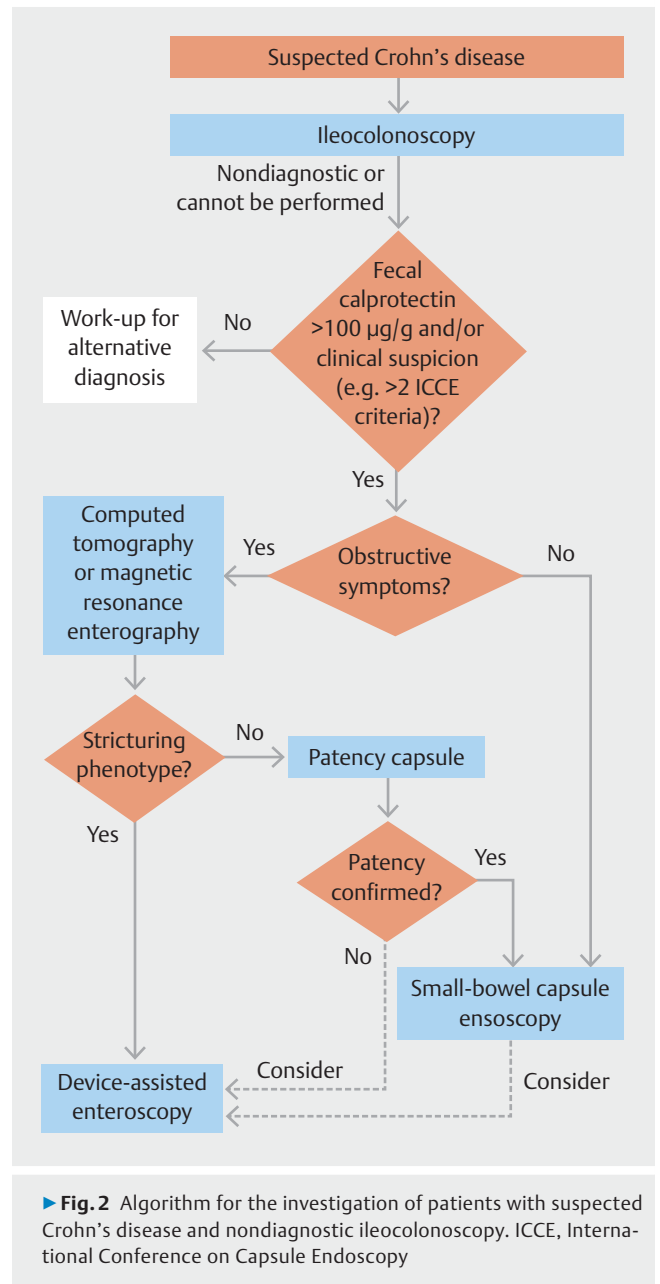 Suspected Crohn's disease
Ileocolonoscopy
Nondiagnostic or
cannot be performed
Fecal
calprotectin
>100 µg/g and/or
clinical suspicion
(e.g. >2 ICCE
criteria)?
No
Work-up for
alternative
diagnosis
Yes
Computed
tomography
or magnetic
resonance
enterography
Yes
Obstructive
symptoms?
No
Stricturing
phenotype?
No
Patency capsule
Yes
Patency
confirmed?
Yes
No
Small-bowel capsule
ensoscopy
Consider
Consider
Device-assisted
enteroscopy
►Fig. 2 Algorithm for the investigation of patients with suspected
Crohn's disease and nondiagnostic ileocolonoscopy. ICCE, Interna-
tional Conference on Capsule Endoscopy